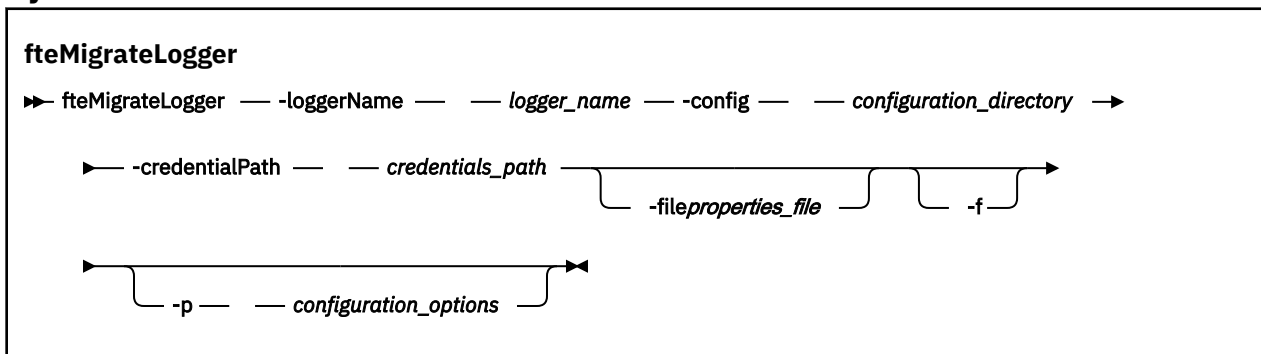 fteMigrateLogger
fteMigrateLogger -loggerName logger_name -config configuration_directory
-credentialPath credentials_path
-fileproperties_file -f
-p configuration_options